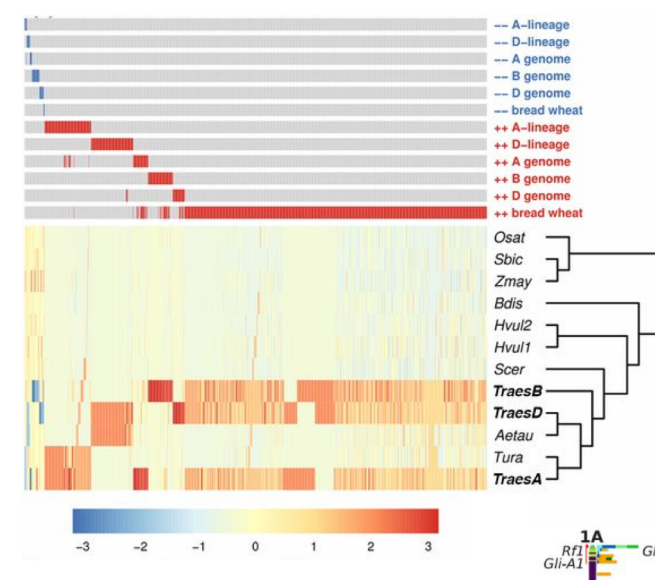 −− A−lineage
−− D−lineage
−− A genome
−− B genome
−− D genome
−− bread wheat
++ A−lineage
++ D−lineage
++ A genome
++ B genome
++ D genome
++ bread wheat
Osat
Sbic
Zmay
Bdis
Hvul2
Hvul1
Scer
TraesB
TraesD
Aetau
Tura
TraesA
−3 −2 −1 0 1 2 3
1A
Rf1
Gli-A1